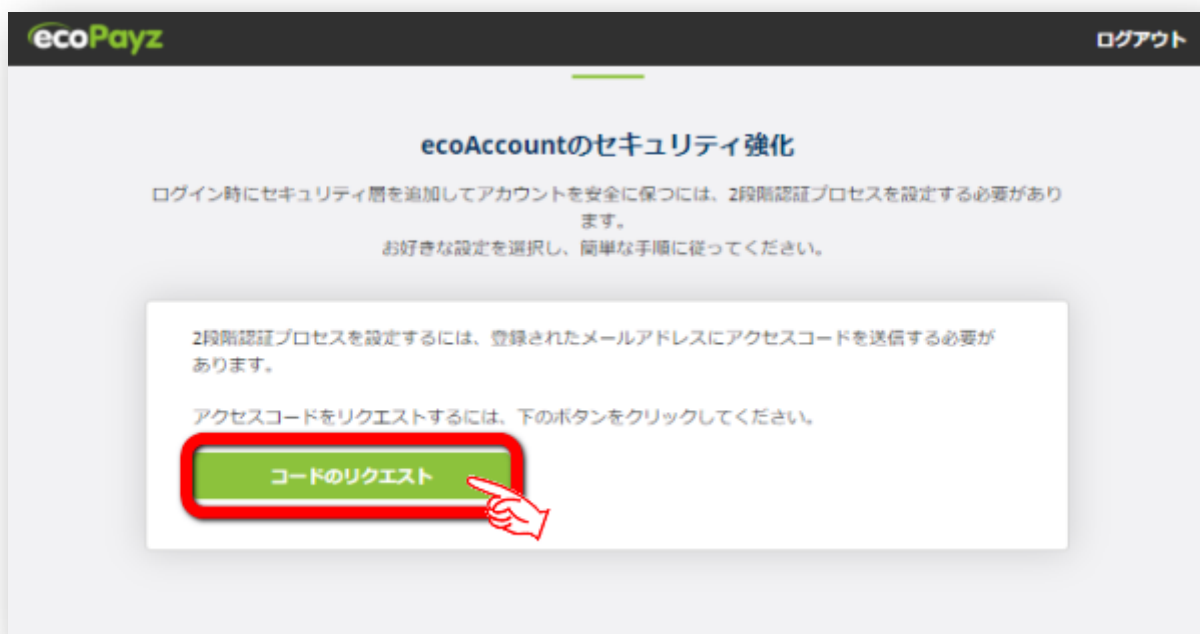 ecoPayz
ログアウト
ecoAccountのセキュリティ強化
ログイン時にセキュリティ層を追加してアカウントを安全に保つには、2段階認証プロセスを設定する必要があり
ます。
お好きな設定を選択し、簡単な手順に従ってください。
2段階認証プロセスを設定するには、登録されたメールアドレスにアクセスコードを送信する必要が
あります。
アクセスコードをリクエストするには、下のボタンをクリックしてください。
コードのリクエスト